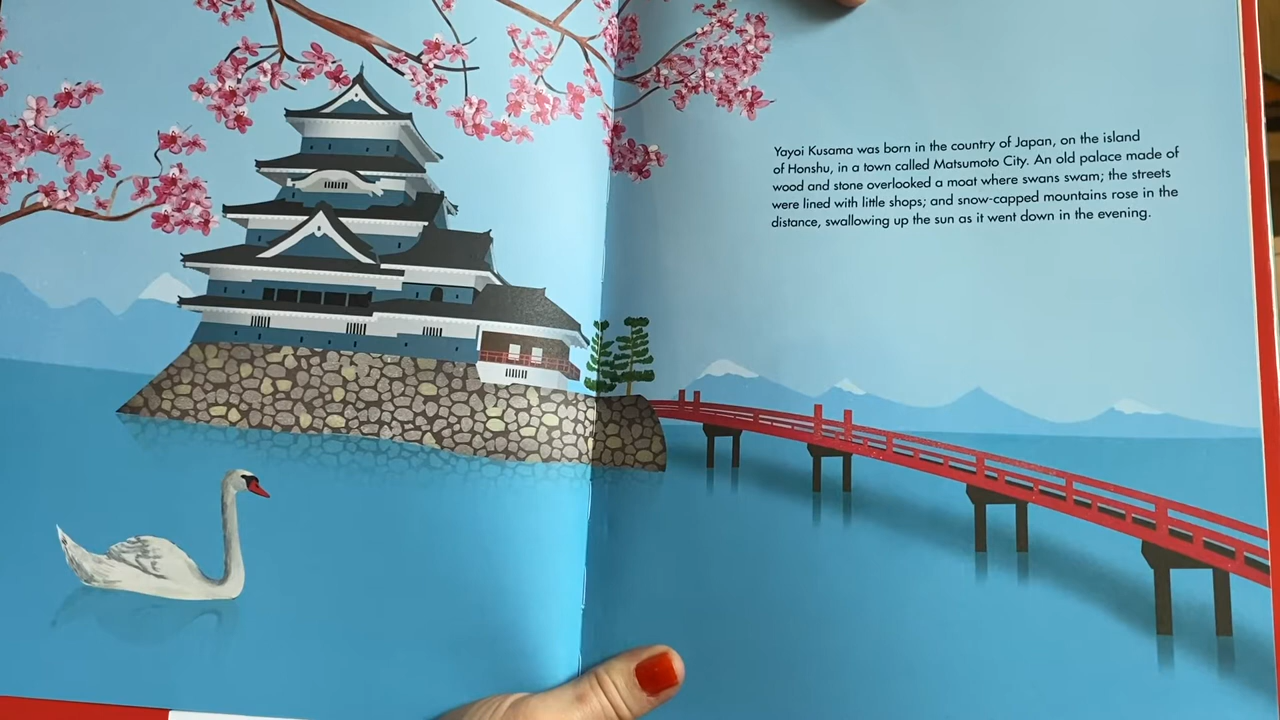 Yayoi Kusama was born in the country of Japan, on the island
of Honshu, in a town called Matsumoto City. An old palace made of
wood and stone overlooked a moat where swans swam; the streets
were lined with little shops; and snow-capped mountains rose in the
distance, swallowing up the sun as it went down in the evening.